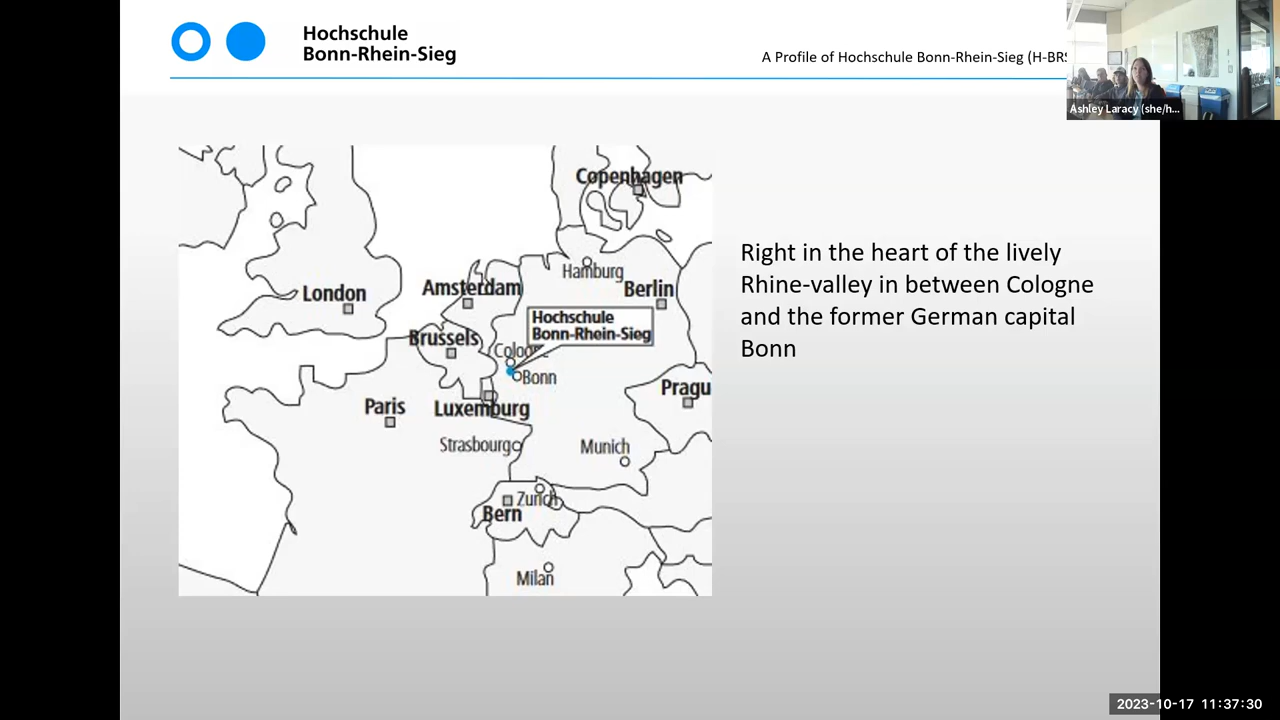 Hochschule
Bonn-Rhein-Sieg
A Profile of Hochschule Bonn-Rhein-Sieg (H-BRS
Ashley Laracy (she/h...
Copenhagen
Hamburg
Berlin
Amsterdam
London
Hochschule
Bonn-Rhein-Sieg
Brussels
Bonn
Pragu
Paris
Luxemburg
Strasbourg
Munich
Zurich
Bern
Milan
Right in the heart of the lively
Rhine-valley in between Cologne
and the former German capital
Bonn
2023-10-17 11:37:30